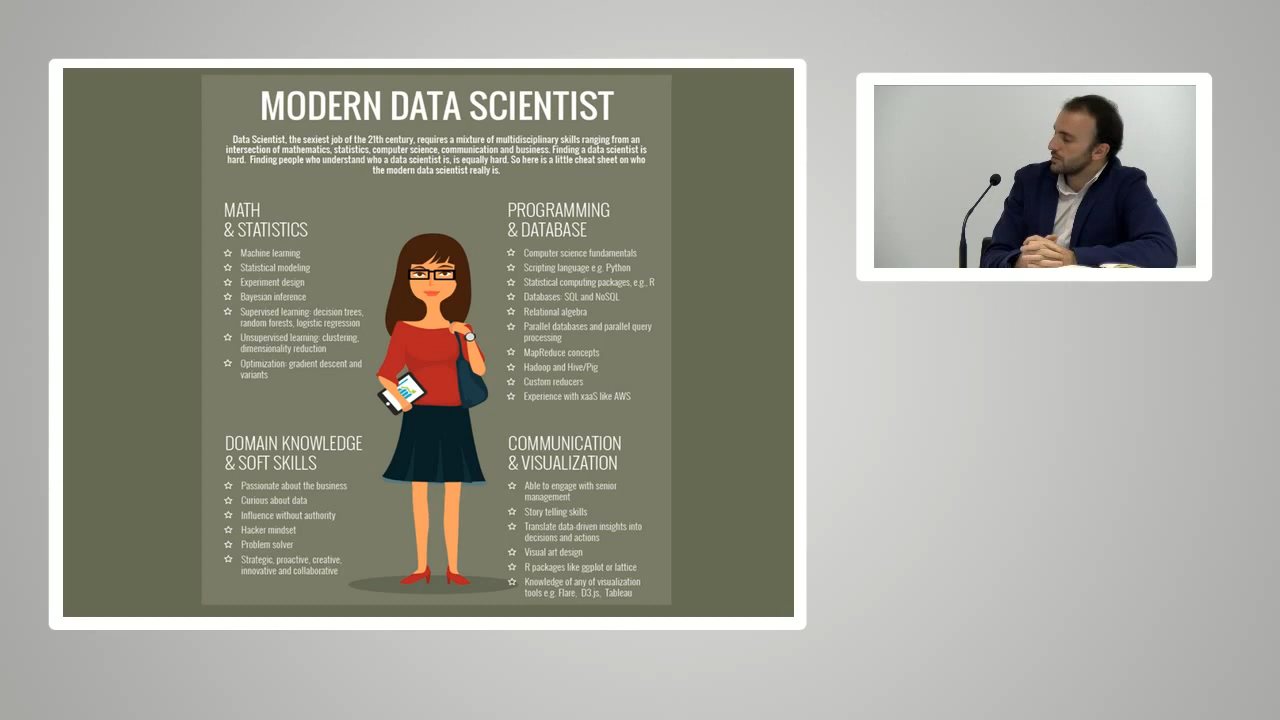 MODERN DATA SCIENTIST
Data Scientist, the sexiest job of the 21th century, requires a mixture of multidisciplinary skills ranging from an
intersection of mathematics, statistics, computer science, communication and business. Finding a data scientist is
hard. Finding people who understand who a data scientist is, is equally hard. So here is a little cheat sheet on who
the modern data scientist really is.
MATH
& STATISTICS
Machine learning
Statistical modeling
Experiment design
Bayesian inference
Supervised learning: decision trees,
random forests, logistic regression
Unsupervised learning: clustering,
dimensionality reduction
Optimization: gradient descent and
variants
PROGRAMMING
& DATABASE
Computer science fundamentals
Scripting language e.g. Python
Statistical computing packages, e.g., R
Databases: SQL and NoSQL
Relational algebra
Parallel databases and parallel query
processing
MapReduce concepts
Hadoop and Hive/Pig
Custom reducers
Experience with xaaS like AWS
DOMAIN KNOWLEDGE
& SOFT SKILLS
Passionate about the business
Curious about data
Influence without authority
Hacker mindset
Problem solver
Strategic, proactive, creative,
innovative and collaborative
COMMUNICATION
& VISUALIZATION
Able to engage with senior
management
Story telling skills
Translate data-driven insights into
decisions and actions
Visual art design
R packages like ggplot or lattice
Knowledge of any of visualization
tools e.g. Flare, D3.js, Tableau